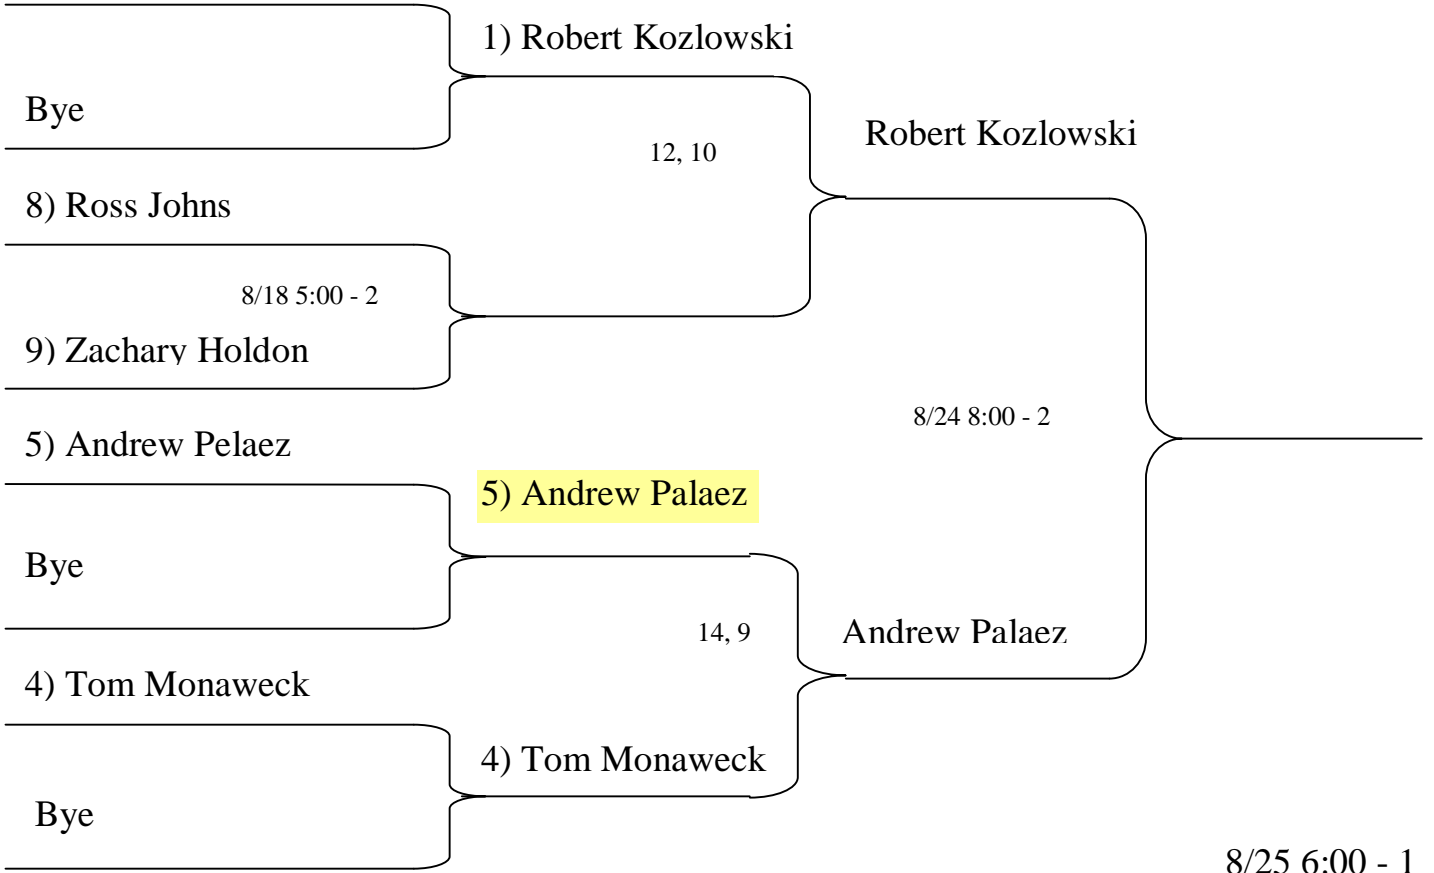 1) Robert Kozlowski
Bye
12, 10
Robert Kozlowski
8) Ross Johns
8/18 5:00 - 2
9) Zachary Holdon
8/24 8:00 - 2
5) Andrew Pelaez
5) Andrew Palaez
Bye
14, 9
Andrew Palaez
4) Tom Monaweck
4) Tom Monaweck
Bye
8/25 6:00 - 1